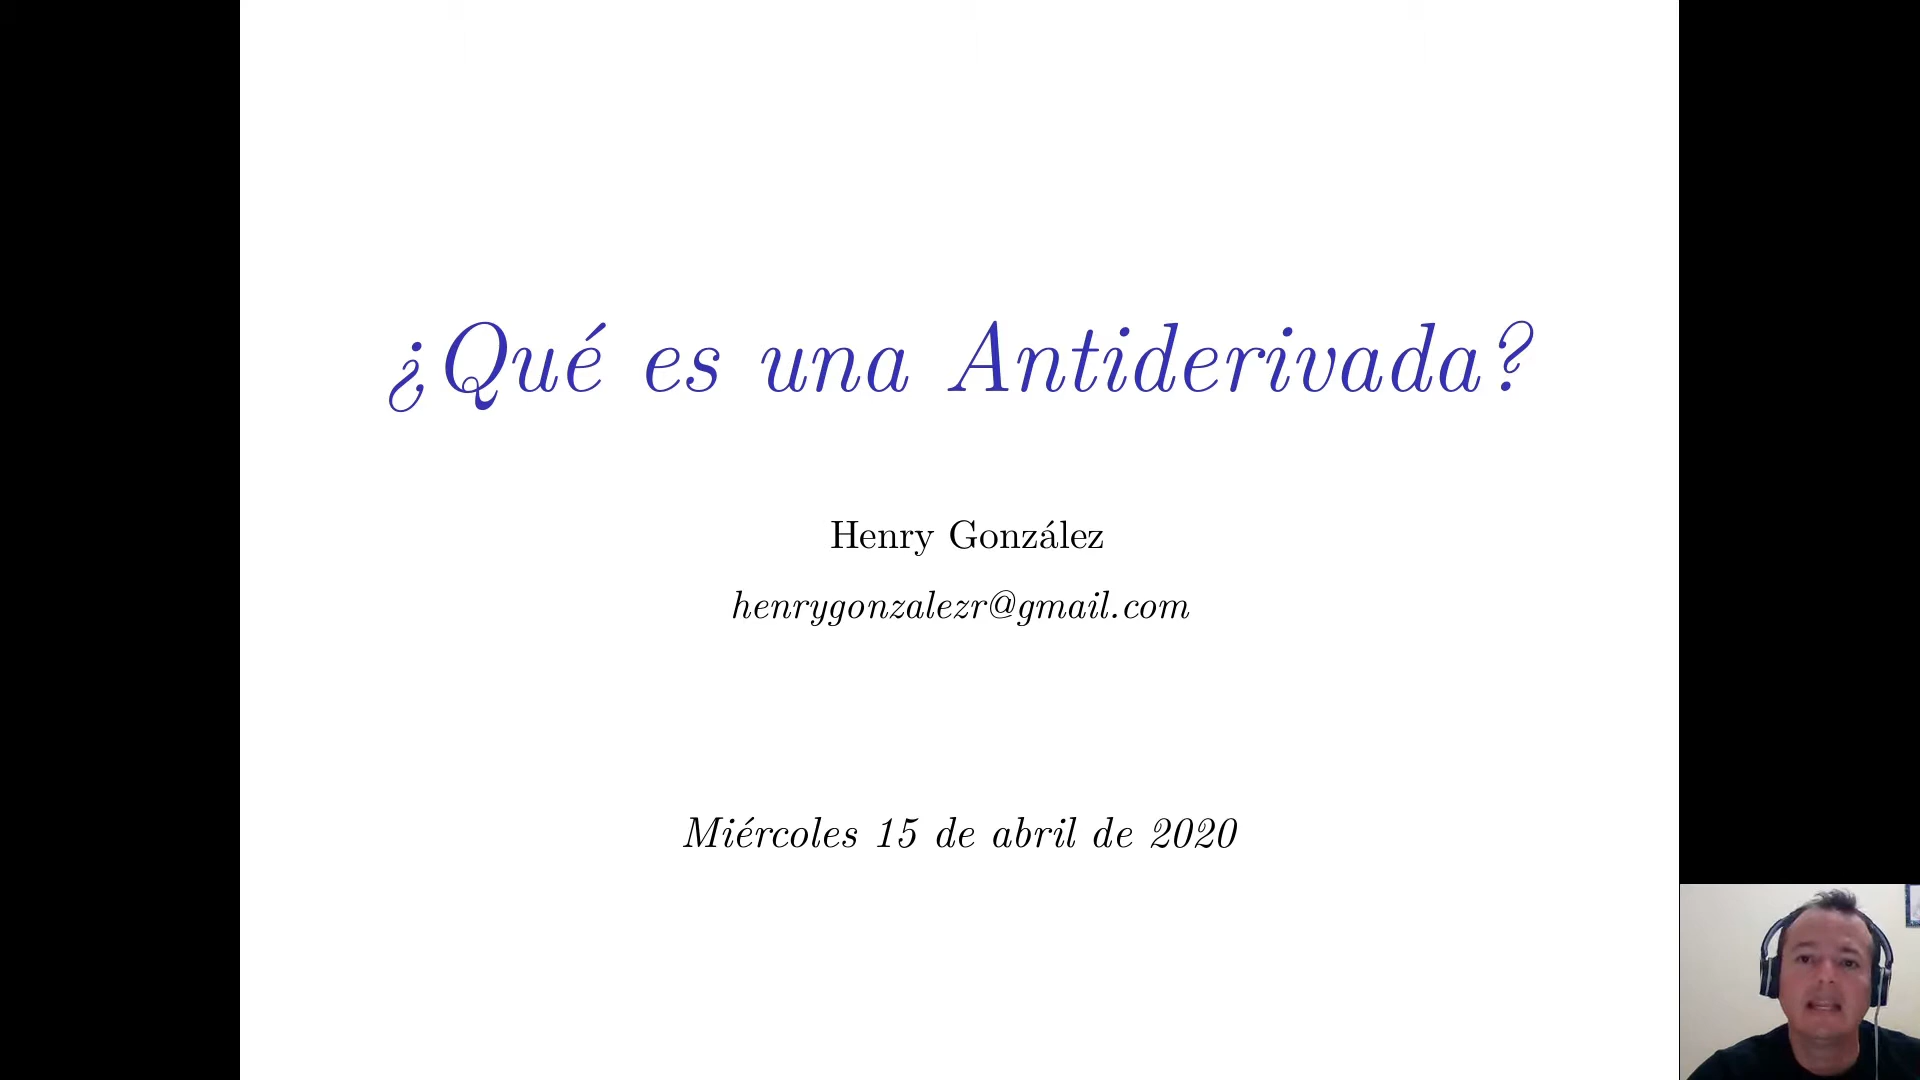 ¿Qué es una Antiderivada?
Henry González
henrygonzalezr@gmail.com
Miércoles 15 de abril de 2020